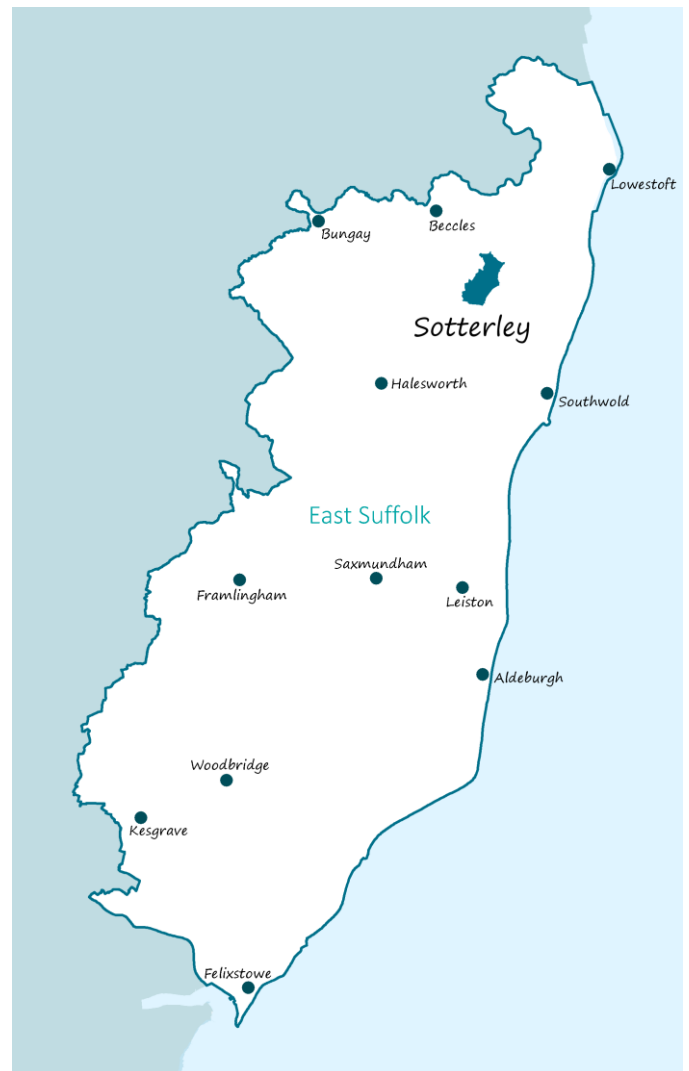 Lowestoft
Beccles
Bungay
Sotterley
Halesworth
Southwold
East Suffolk
Saxmundham
Framlingham
Leiston
Aldeburgh
Woodbridge
Kesgrave
Felixstowe